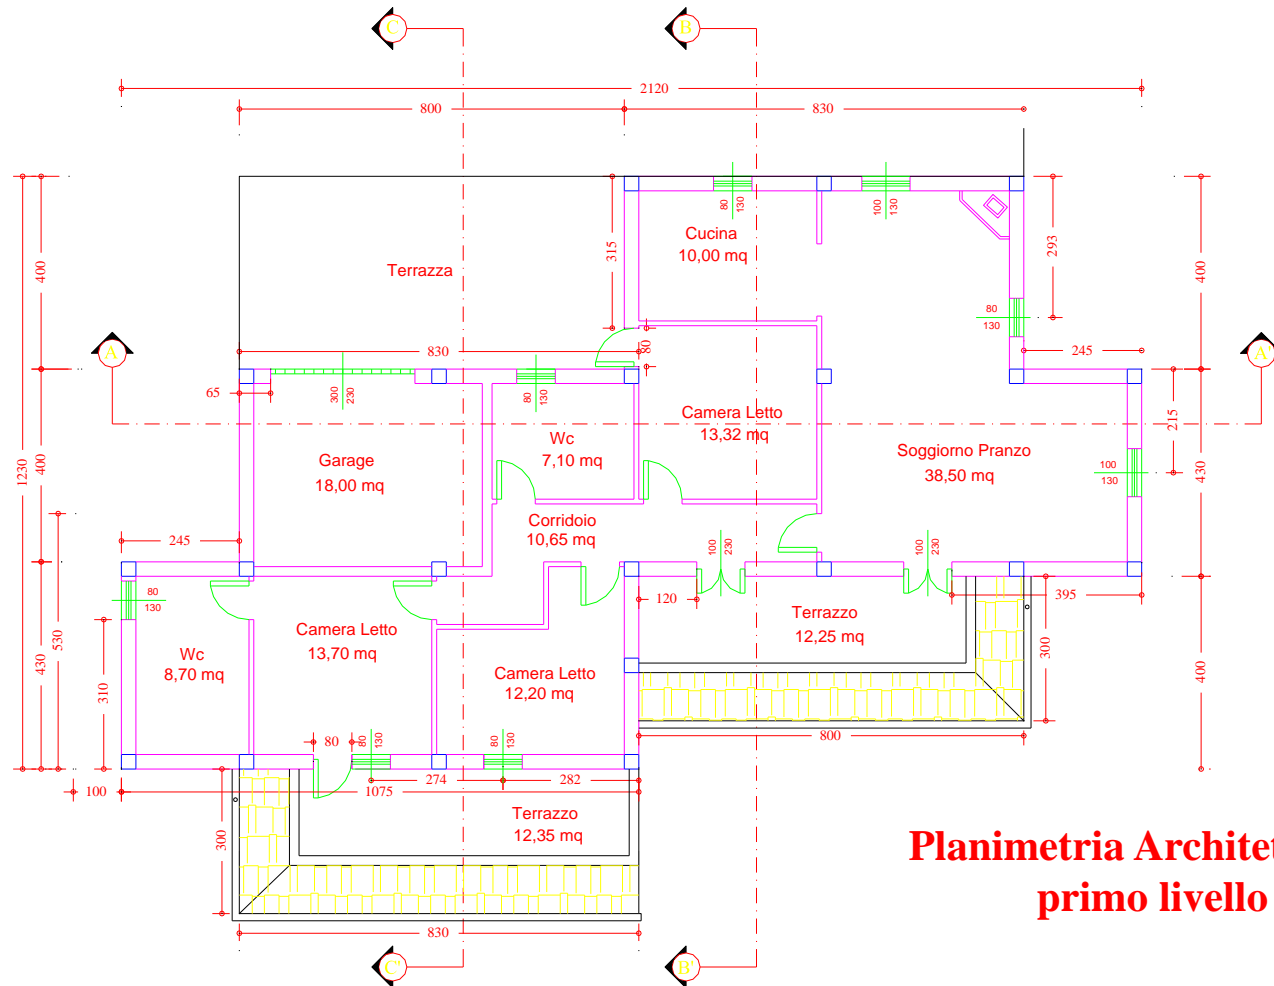 C
B
2120
800
830
80
130
100
130
Cucina
10,00 mq
315
293
400
400
Terrazza
80
130
830
80
245
A
A'
65
300
230
80
130
Camera Letto
13,32 mq
215
Wc
7,10 mq
Garage
18,00 mq
Soggiorno Pranzo
38,50 mq
100
130
1230
400
430
Corridoio
10,65 mq
245
100
230
100
230
80
130
120
395
Terrazzo
12,25 mq
Camera Letto
13,70 mq
Wc
8,70 mq
Camera Letto
12,20 mq
530
430
310
300
400
80
80
130
80
130
800
274
282
100
1075
Terrazzo
12,35 mq
300
830
Planimetria Archite
primo livello
C'
B'